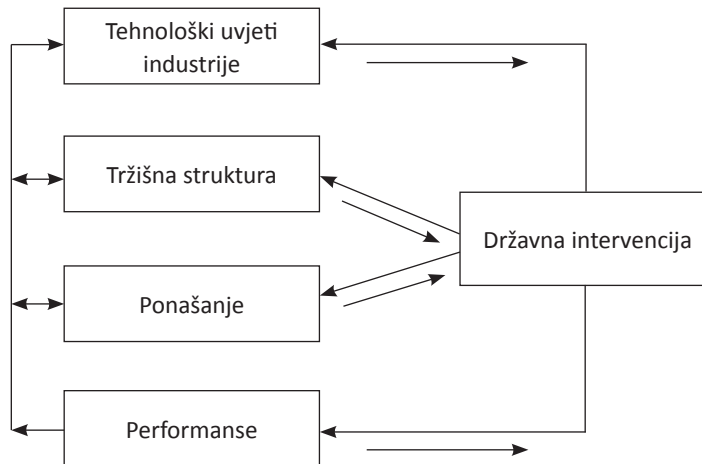 Tehnološki uvjeti
industrije
Tržišna struktura
Državna intervencija
Ponašanje
Performanse